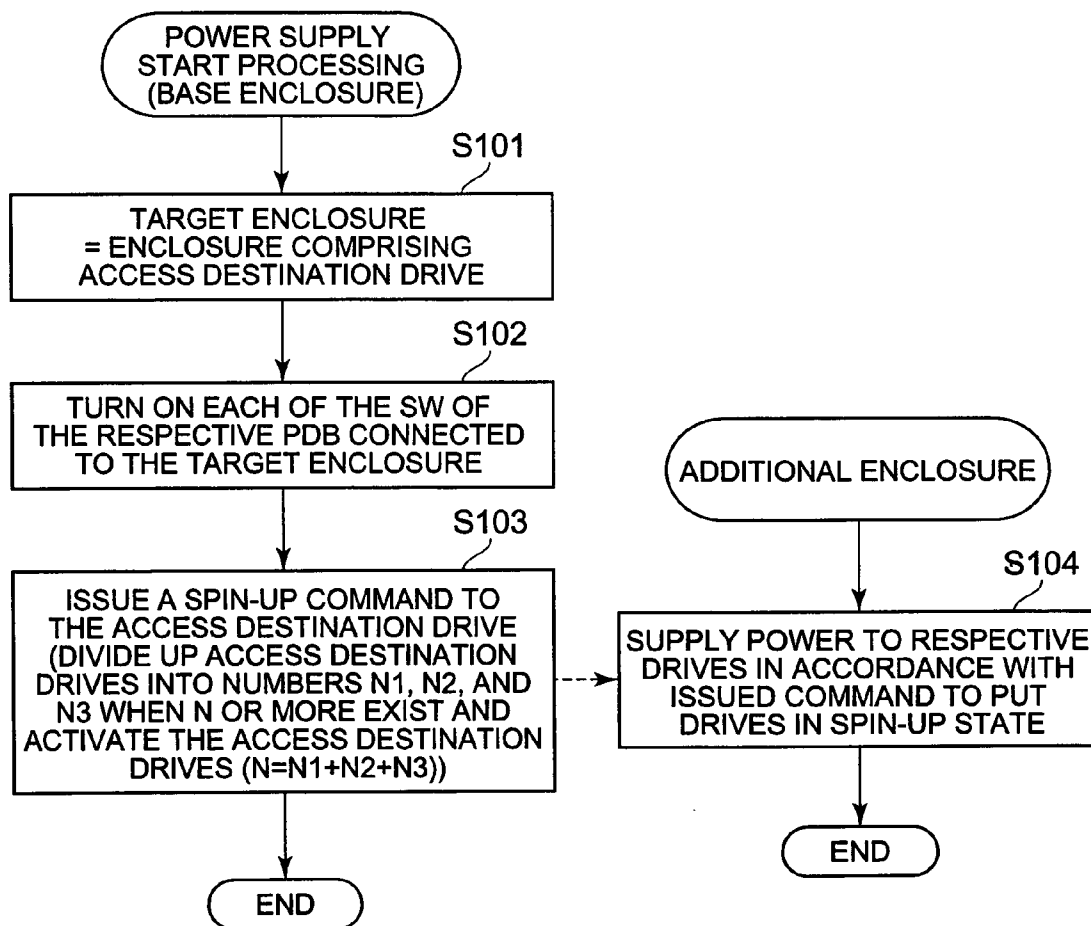 POWER SUPPLY
START PROCESSING
(BASE ENCLOSURE)
S101
TARGET ENCLOSURE
= ENCLOSURE COMPRISING
ACCESS DESTINATION DRIVE
S102
TURN ON EACH OF THE SW OF
THE RESPECTIVE PDB CONNECTED
TO THE TARGET ENCLOSURE
S103
ISSUE A SPIN-UP COMMAND TO
THE ACCESS DESTINATION DRIVE
(DIVIDE UP ACCESS DESTINATION
DRIVES INTO NUMBERS N1, N2, AND
N3 WHEN N OR MORE EXIST AND
ACTIVATE THE ACCESS DESTINATION
DRIVES (N=N1+N2+N3))
END
ADDITIONAL ENCLOSURE
S104
SUPPLY POWER TO RESPECTIVE
DRIVES IN ACCORDANCE WITH
ISSUED COMMAND TO PUT
DRIVES IN SPIN-UP STATE
END